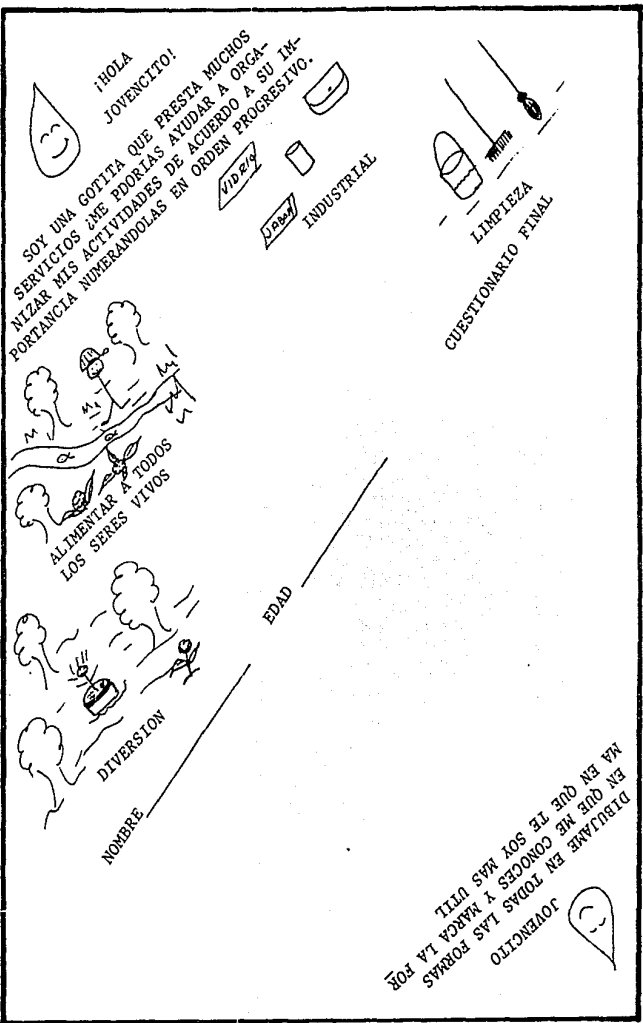 ¡HOLA
JOVENCITO!
SOY UNA GOTITA QUE PRESTA MUCHOS
SERVICIOS ¿ME PDORIAS AYUDAR A ORGA-
NIZAR MIS ACTIVIDADES DE ACUERDO A SU IM-
PORTANCIA NUMERANDOLAS EN ORDEN PROGRESIVO.
VIDRIO
JABON
INDUSTRIAL
LIMPIEZA
CUESTIONARIO FINAL
ALIMENTAR A TODOS
LOS SERES VIVOS
DIVERSION
NOMBRE
EDAD
JOVENCITO
DIBUJAME EN TODAS LAS FORMAS
EN QUE ME CONOCES Y MARCA LA FOR
MA EN QUE TE SOY MAS UTIL